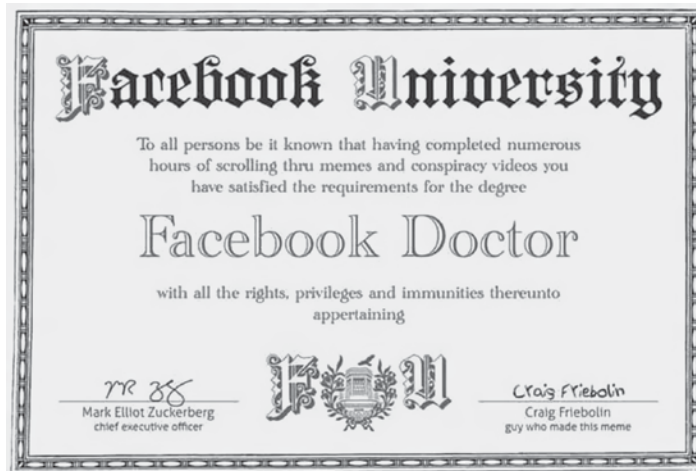 Facebook University
To all persons be it known that having completed numerous
hours of scrolling thru memes and conspiracy videos you
have satisfied the requirements for the degree
Facebook Doctor
with all the rights, privileges and immunities thereunto
appertaining
F U
Mark Elliot Zuckerberg
chief executive officer
Craig Friebolin
Craig Friebolin
guy who made this meme